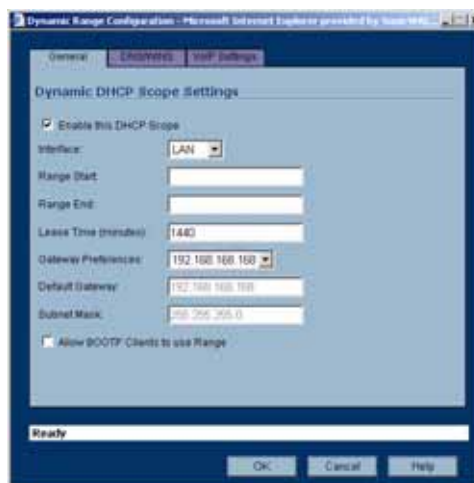 Dynamic Range Configuration - Microsoft Internet Explorer provided by
General DNS/WINS VoIP Settings
Dynamic DHCP Scope Settings
Enable this DHCP Scope
Interface: LAN
Range Start:
Range End:
Lease Time (minutes): 1440
Gateway Preferences: 192.168.168.168
Default Gateway: 192.168.168.168
Subnet Mask: 255.255.255.0
Allow BOOTP Clients to use Range
Ready
OK Cancel Help